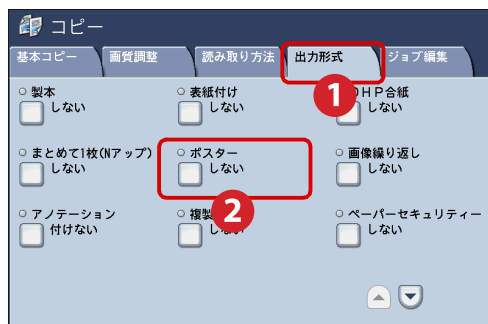 コピー
基本コピー 画質調整 読み取り方法 出力形式 ジョブ編集
製本 表紙付け HP合紙
しない しない しない
1
まとめて1枚(Nアップ) ポスター 画像繰り返し
しない しない しない
アノテーション 複製 ペーパーセキュリティー
付けない しない しない
2